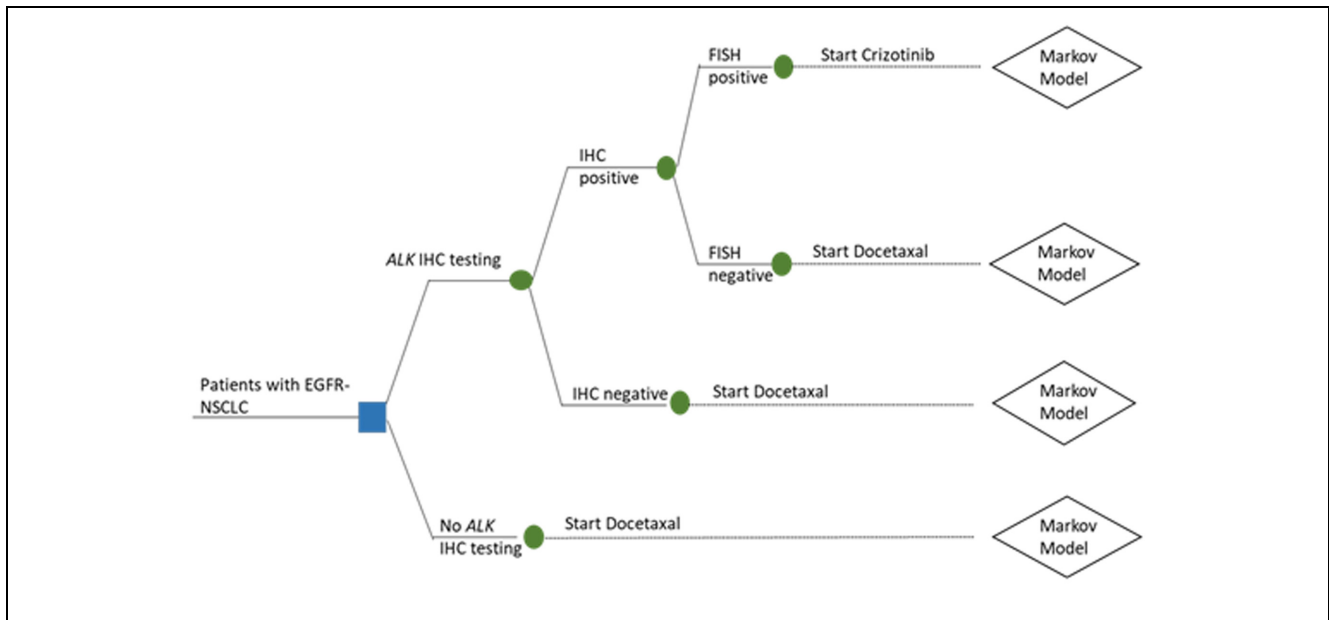 FISH
positive
Start Crizotinib
Markov
Model
IHC
positive
ALK IHC testing
FISH
negative
Start Docetaxal
Markov
Model
Patients with EGFR-
NSCLC
IHC negative
Start Docetaxal
Markov
Model
No ALK
IHC testing
Start Docetaxal
Markov
Model